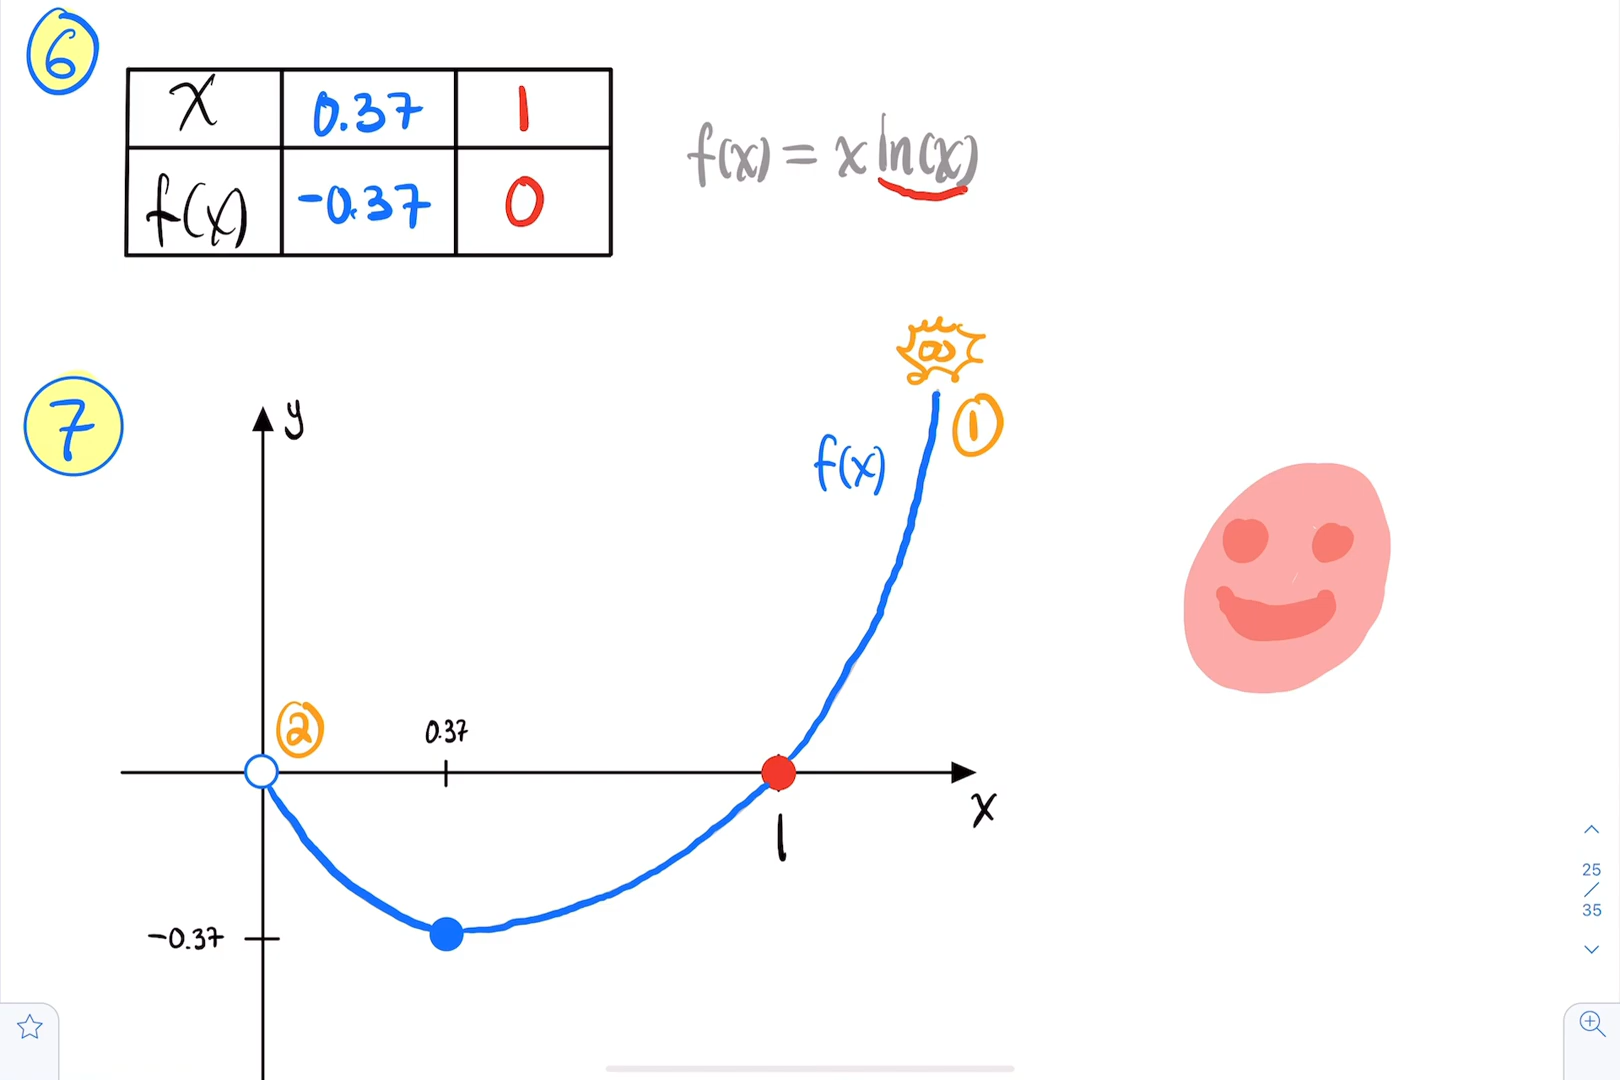 6
x 0.37 1
f(x) -0.37 0
f(x) = x ln(x)
7
y
∞
1
f(x)
2
0.37
x
1
-0.37
25
/
35